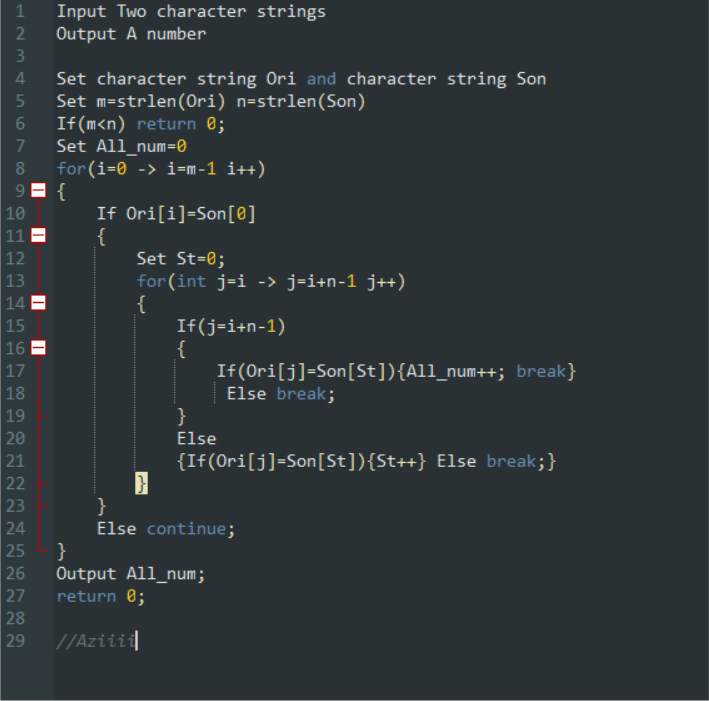 1 Input Two character strings
2 Output A number
3
4 Set character string Ori and character string Son
5 Set m=strlen(Ori) n=strlen(Son)
6 If(m<n) return 0;
7 Set All_num=0
8 for(i=0 -> i=m-1 i++)
9 {
10     If Ori[i]=Son[0]
11     {
12         Set St=0;
13         for(int j=i -> j=i+n-1 j++)
14         {
15             If(j=i+n-1)
16             {
17                 If(Ori[j]=Son[St]){All_num++; break}
18                  Else break;
19             }
20             Else
21             {If(Ori[j]=Son[St]){St++} Else break;}
22         }
23     }
24     Else continue;
25 }
26 Output All_num;
27 return 0;
28
29 //Aziiii